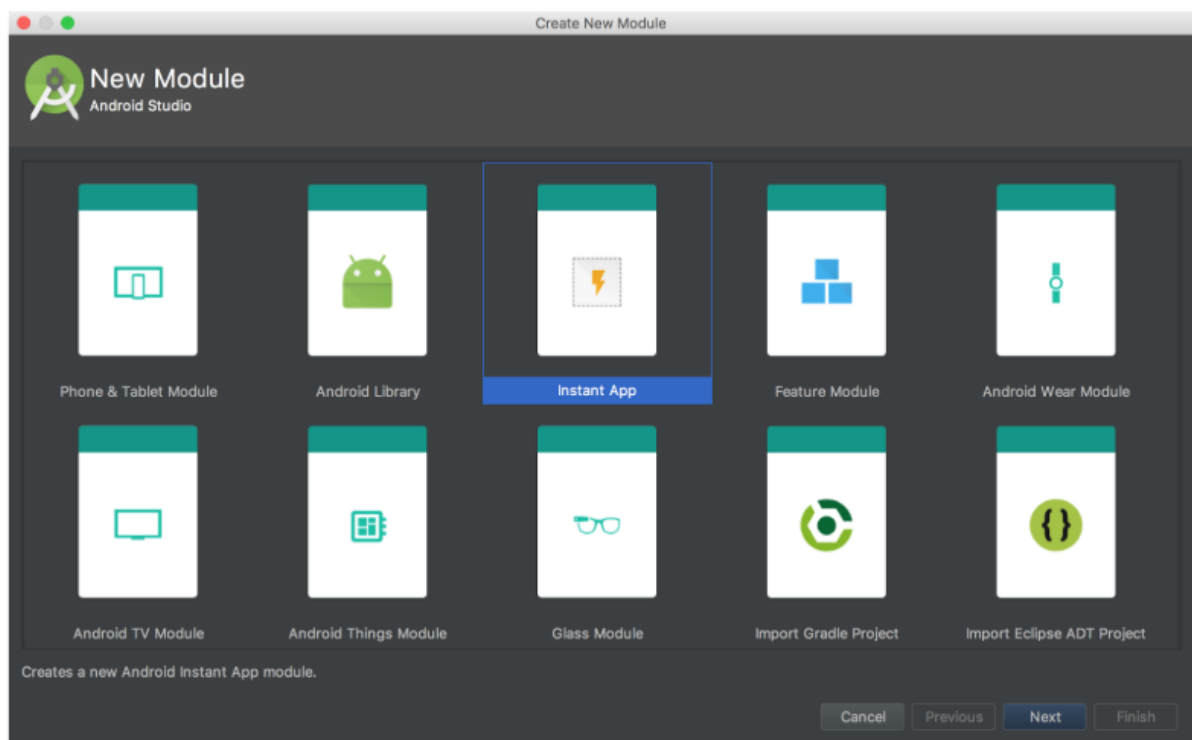 Create New Module
New Module
Android Studio
Phone & Tablet Module
Android Library
Instant App
Feature Module
Android Wear Module
{}
Android TV Module
Android Things Module
Glass Module
Import Gradle Project
Import Eclipse ADT Project
Creates a new Android Instant App module.
Cancel
Previous
Next
Finish